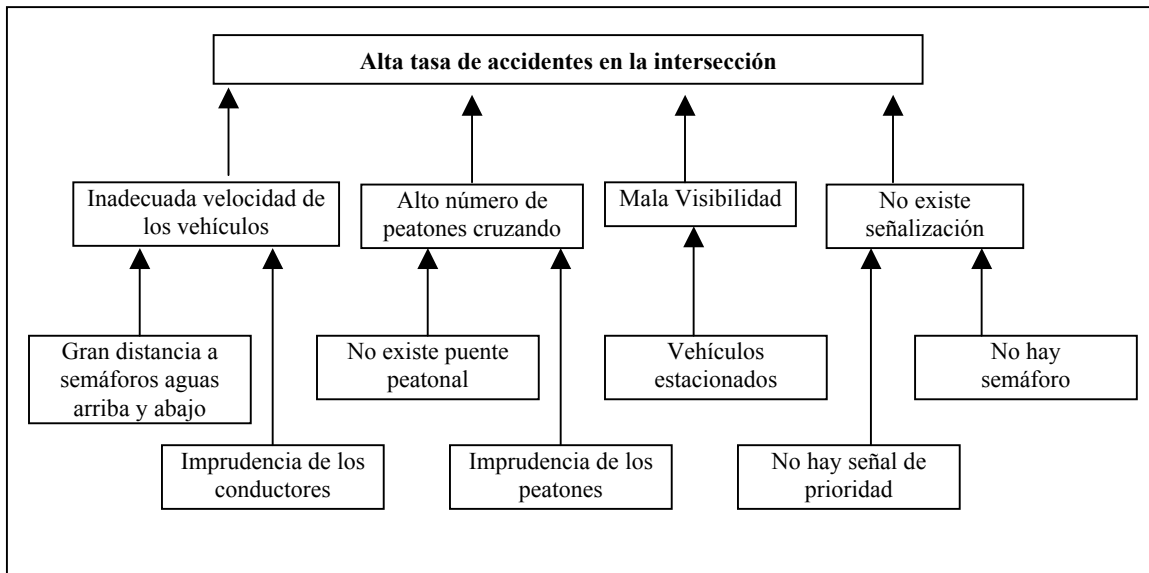 Alta tasa de accidentes en la intersección
Inadecuada velocidad de
los vehículos
Alto número de
peatones cruzando
Mala Visibilidad
No existe
señalización
Gran distancia a
semáforos aguas
arriba y abajo
No existe puente
peatonal
Vehículos
estacionados
No hay
semáforo
Imprudencia de los
conductores
Imprudencia de los
peatones
No hay señal de
prioridad